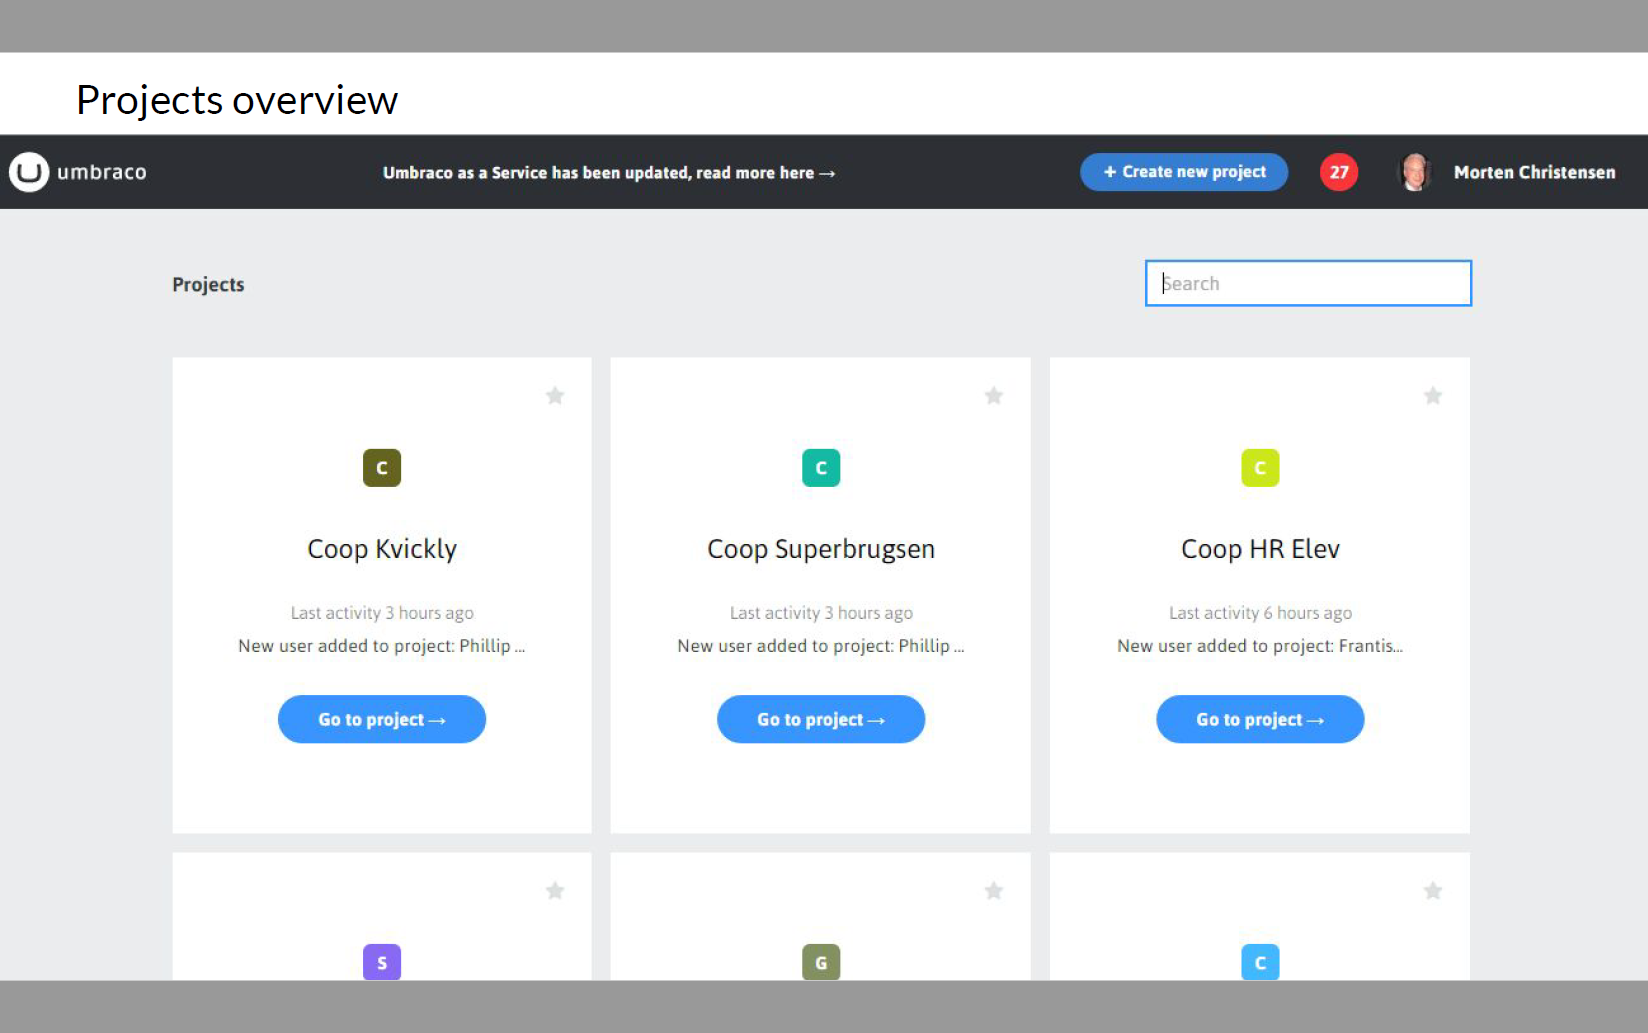 Projects overview
umbraco
Umbraco as a Service has been updated, read more here →
+ Create new project
27
Morten Christensen
Projects
Search
C
C
C
Coop Kvickly
Coop Superbrugsen
Coop HR Elev
Last activity 3 hours ago
Last activity 3 hours ago
Last activity 6 hours ago
New user added to project: Phillip ...
New user added to project: Phillip ...
New user added to project: Frantis...
Go to project →
Go to project →
Go to project →
S
G
C